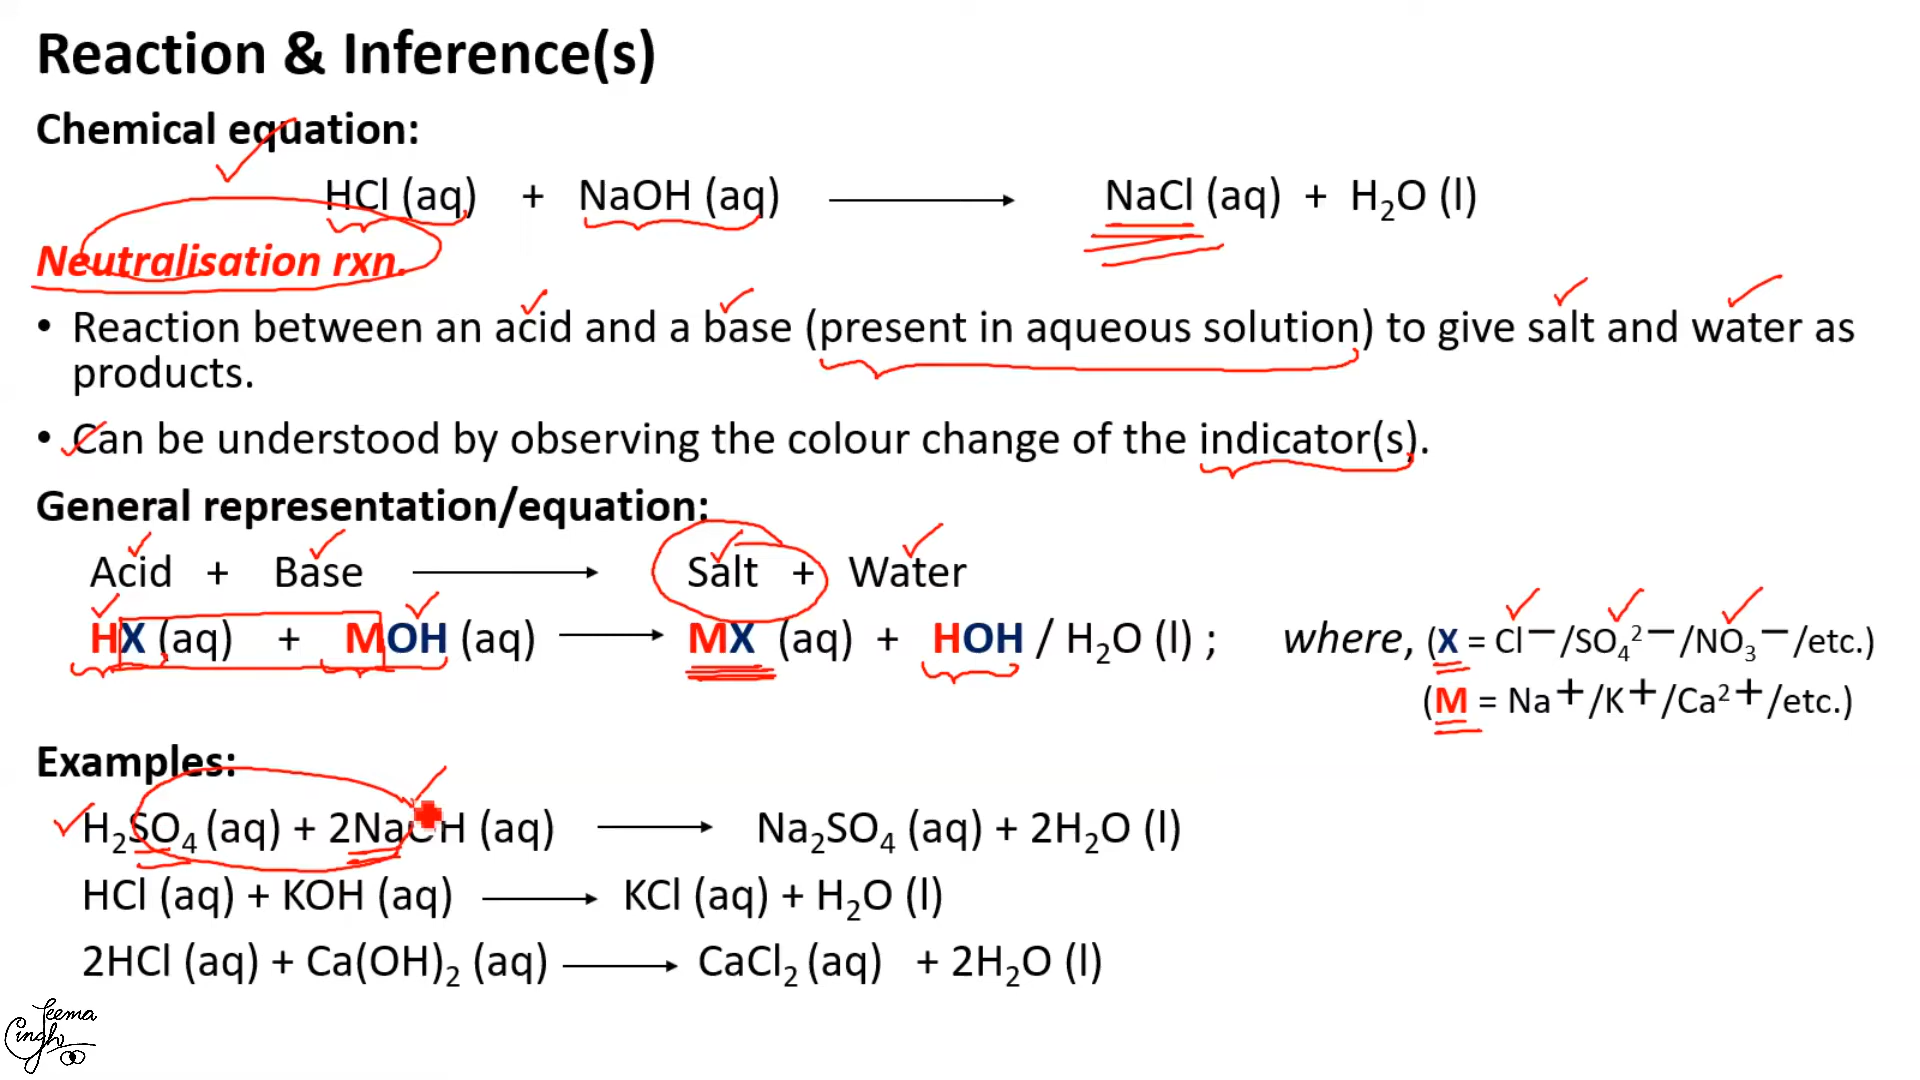 Reaction & Inference(s)
Chemical equation:
HCl (aq) + NaOH (aq) ⟶ NaCl (aq) + H₂O (l)
Neutralisation rxn.
• Reaction between an acid and a base (present in aqueous solution) to give salt and water as
products.
• Can be understood by observing the colour change of the indicator(s).
General representation/equation:
Acid + Base ⟶ Salt + Water
HX (aq) + MOH (aq) ⟶ MX (aq) + HOH / H₂O (l) ; where, (X = Cl⁻/SO₄²⁻/NO₃⁻/etc.)
(M = Na⁺/K⁺/Ca²⁺/etc.)
Examples:
H₂SO₄ (aq) + 2NaOH (aq) ⟶ Na₂SO₄ (aq) + 2H₂O (l)
HCl (aq) + KOH (aq) ⟶ KCl (aq) + H₂O (l)
2HCl (aq) + Ca(OH)₂ (aq) ⟶ CaCl₂ (aq) + 2H₂O (l)